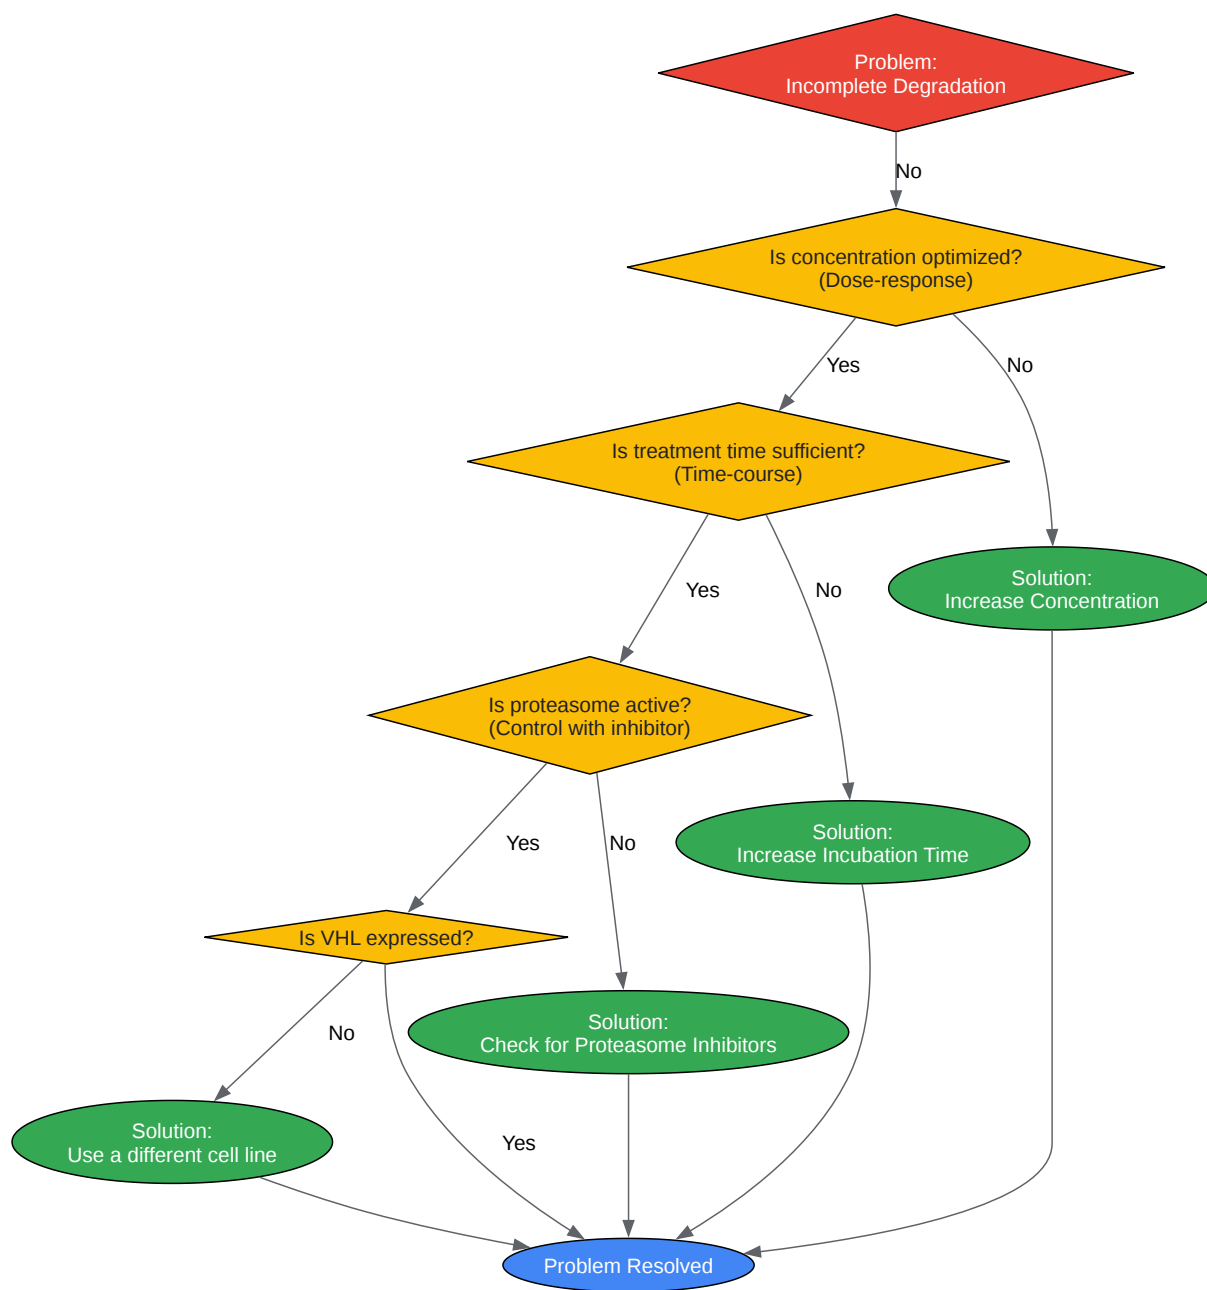 Problem:
Incomplete Degradation
No
Is concentration optimized?
(Dose-response)
Yes
No
Is treatment time sufficient?
(Time-course)
Solution:
Increase Concentration
Yes
No
Is proteasome active?
(Control with inhibitor)
Solution:
Increase Incubation Time
Yes
No
Is VHL expressed?
Solution:
Check for Proteasome Inhibitors
No
Solution:
Use a different cell line
Yes
Problem Resolved